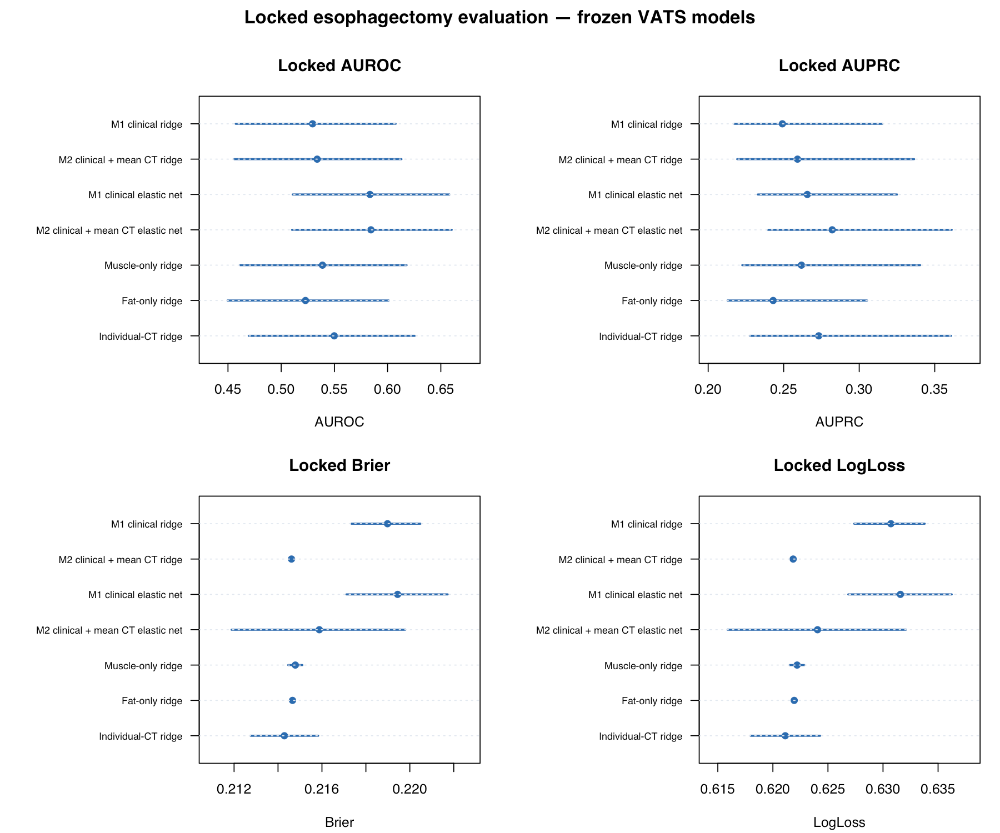 Locked esophagectomy evaluation — frozen VATS models
Locked AUROC
M1 clinical ridge
M2 clinical + mean CT ridge
M1 clinical elastic net
M2 clinical + mean CT elastic net
Muscle-only ridge
Fat-only ridge
Individual-CT ridge
0.45 0.50 0.55 0.60 0.65
AUROC
Locked AUPRC
M1 clinical ridge
M2 clinical + mean CT ridge
M1 clinical elastic net
M2 clinical + mean CT elastic net
Muscle-only ridge
Fat-only ridge
Individual-CT ridge
0.20 0.25 0.30 0.35
AUPRC
Locked Brier
M1 clinical ridge
M2 clinical + mean CT ridge
M1 clinical elastic net
M2 clinical + mean CT elastic net
Muscle-only ridge
Fat-only ridge
Individual-CT ridge
0.212 0.216 0.220
Brier
Locked LogLoss
M1 clinical ridge
M2 clinical + mean CT ridge
M1 clinical elastic net
M2 clinical + mean CT elastic net
Muscle-only ridge
Fat-only ridge
Individual-CT ridge
0.615 0.620 0.625 0.630 0.635
LogLoss